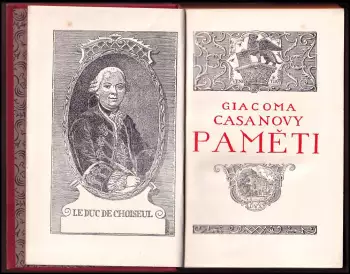 LE DUC DE CHOISEUL
GIACOMA
CASANOVY
PAMĚTI